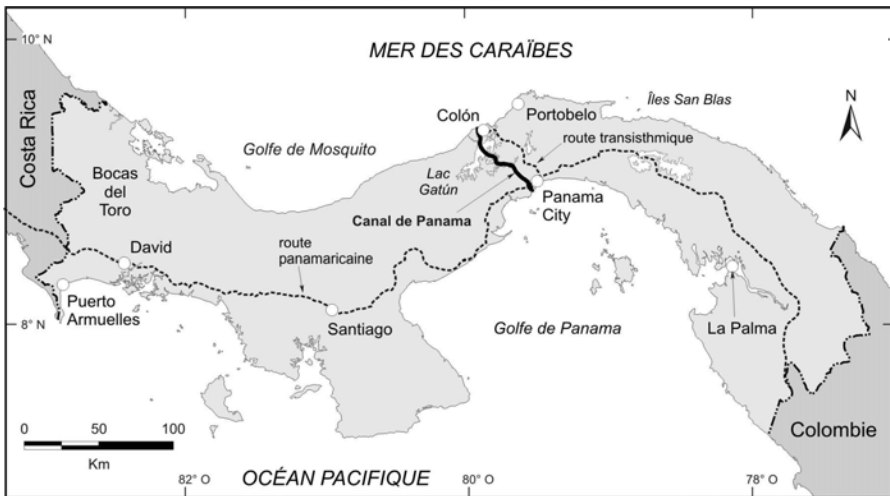 10° N
MER DES CARAÏBES
Costa Rica
Colón
Portobelo
Îles San Blas
N
Golfe de Mosquito
route transisthmique
Bocas
del
Toro
Lac
Gatún
Panama
City
Canal de Panama
David
route
panamaricaine
Puerto
Armuelles
8° N
Santiago
Golfe de Panama
La Palma
0 50 100
Km
Colombie
82° O
OCÉAN PACIFIQUE
80° O
78° O